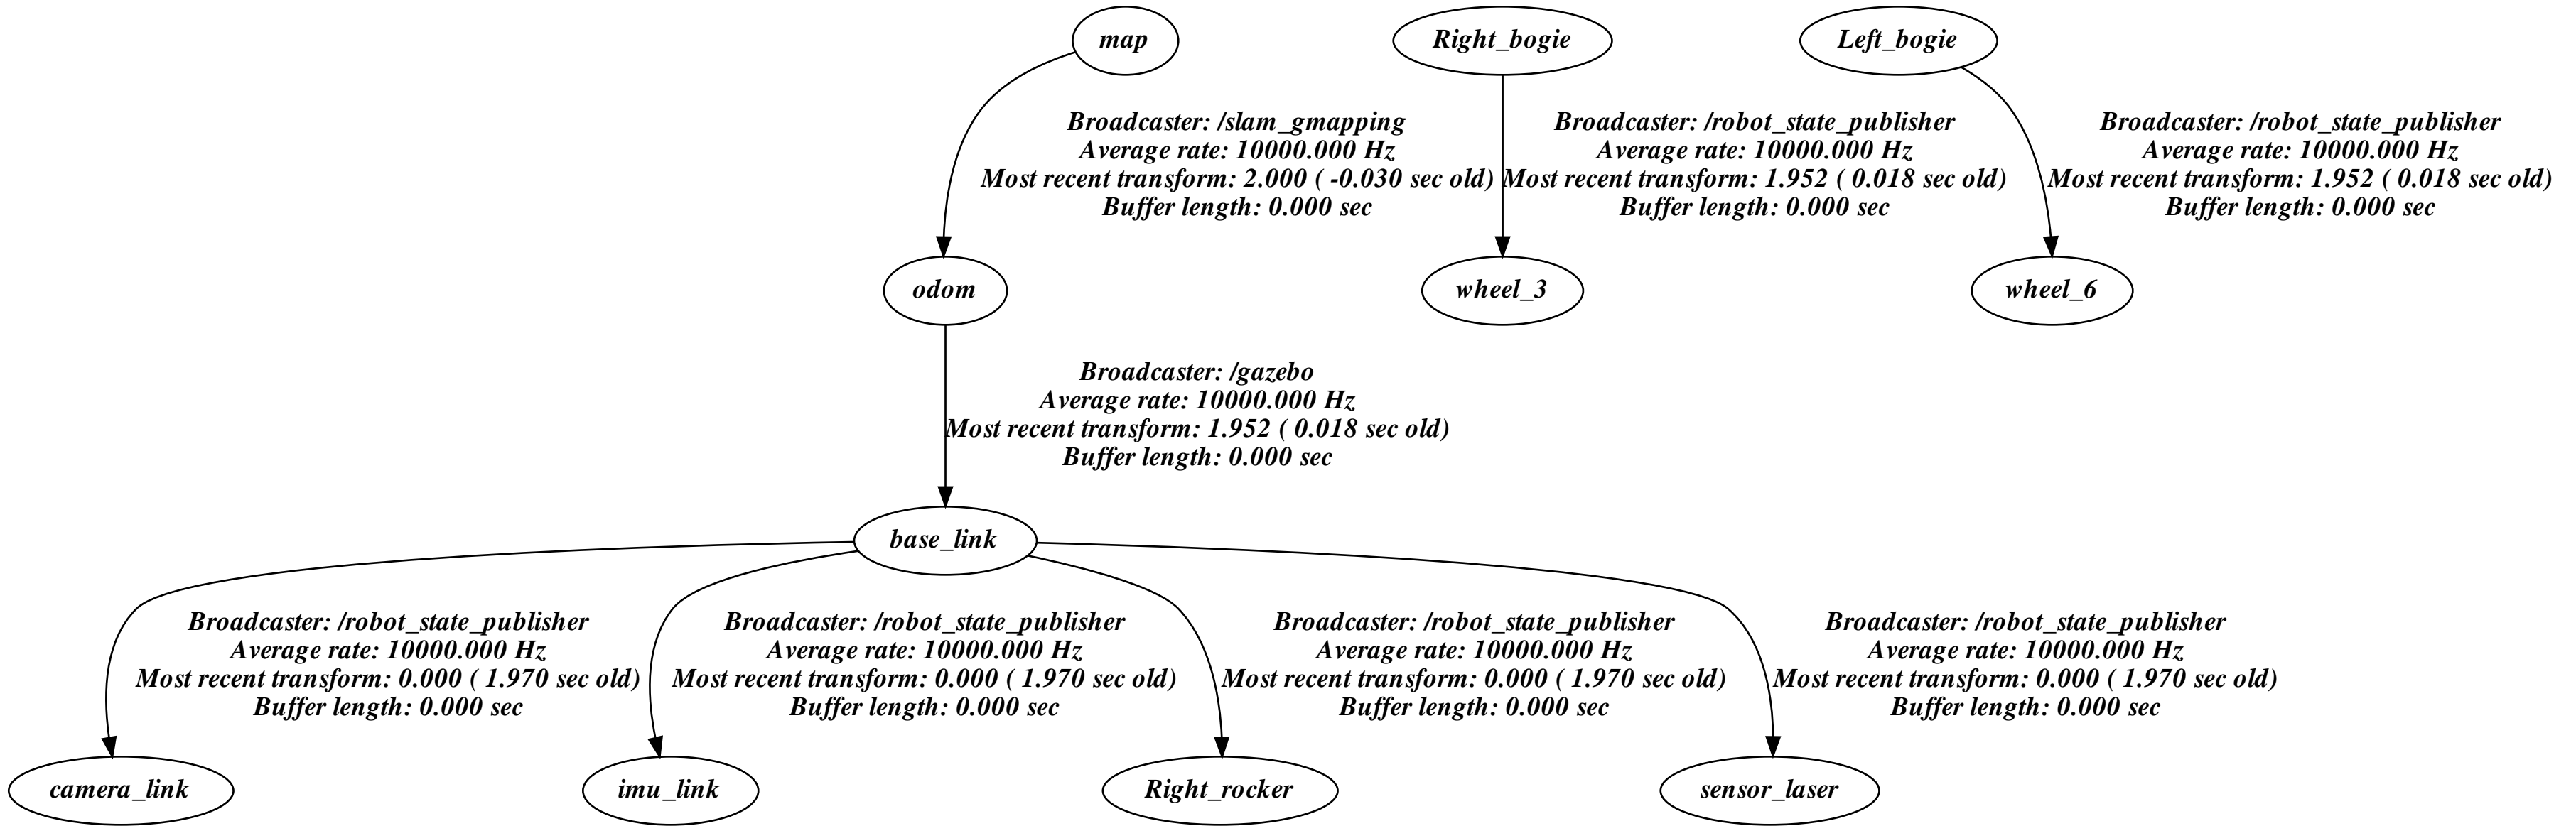 map
Right_bogie
Left_bogie
Broadcaster: /slam_gmapping
Average rate: 10000.000 Hz
Most recent transform: 2.000 ( -0.030 sec old)
Buffer length: 0.000 sec
Broadcaster: /robot_state_publisher
Average rate: 10000.000 Hz
Most recent transform: 1.952 ( 0.018 sec old)
Buffer length: 0.000 sec
Broadcaster: /robot_state_publisher
Average rate: 10000.000 Hz
Most recent transform: 1.952 ( 0.018 sec old)
Buffer length: 0.000 sec
odom
wheel_3
wheel_6
Broadcaster: /gazebo
Average rate: 10000.000 Hz
Most recent transform: 1.952 ( 0.018 sec old)
Buffer length: 0.000 sec
base_link
Broadcaster: /robot_state_publisher
Average rate: 10000.000 Hz
Most recent transform: 0.000 ( 1.970 sec old)
Buffer length: 0.000 sec
Broadcaster: /robot_state_publisher
Average rate: 10000.000 Hz
Most recent transform: 0.000 ( 1.970 sec old)
Buffer length: 0.000 sec
Broadcaster: /robot_state_publisher
Average rate: 10000.000 Hz
Most recent transform: 0.000 ( 1.970 sec old)
Buffer length: 0.000 sec
Broadcaster: /robot_state_publisher
Average rate: 10000.000 Hz
Most recent transform: 0.000 ( 1.970 sec old)
Buffer length: 0.000 sec
camera_link
imu_link
Right_rocker
sensor_laser